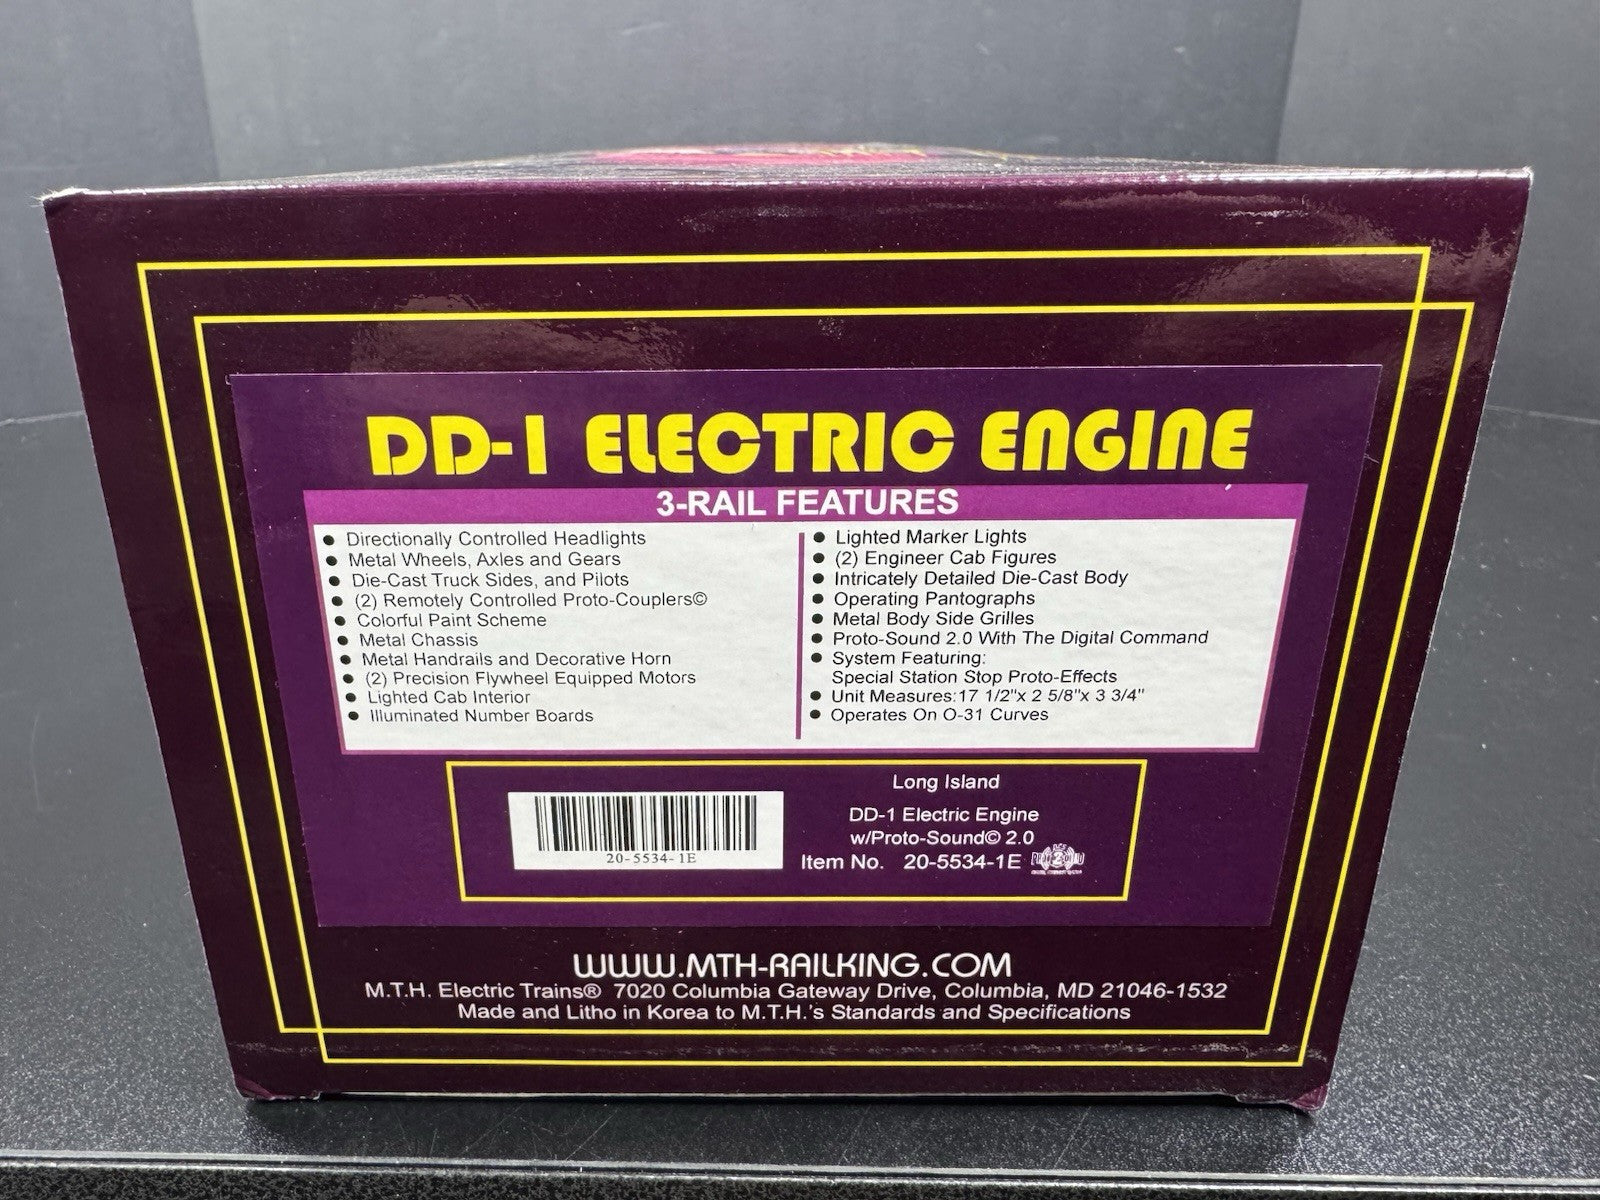 DD-1 ELECTRIC ENGINE
3-RAIL FEATURES
• Directionally Controlled Headlights
• Metal Wheels, Axles and Gears
• Die-Cast Truck Sides, and Pilots
• (2) Remotely Controlled Proto-Couplers©
• Colorful Paint Scheme
• Metal Chassis
• Metal Handrails and Decorative Horn
• (2) Precision Flywheel Equipped Motors
• Lighted Cab Interior
• Illuminated Number Boards
• Lighted Marker Lights
• (2) Engineer Cab Figures
• Intricately Detailed Die-Cast Body
• Operating Pantographs
• Metal Body Side Grilles
• Proto-Sound 2.0 With The Digital Command
• System Featuring:
Special Station Stop Proto-Effects
• Unit Measures:17 1/2"x 2 5/8"x 3 3/4"
• Operates On O-31 Curves
20-5534-1E
Long Island
DD-1 Electric Engine
w/Proto-Sound© 2.0
Item No. 20-5534-1E
WWW.MTH-RAILKING.COM
M.T.H. Electric Trains® 7020 Columbia Gateway Drive, Columbia, MD 21046-1532
Made and Litho in Korea to M.T.H.'s Standards and Specifications